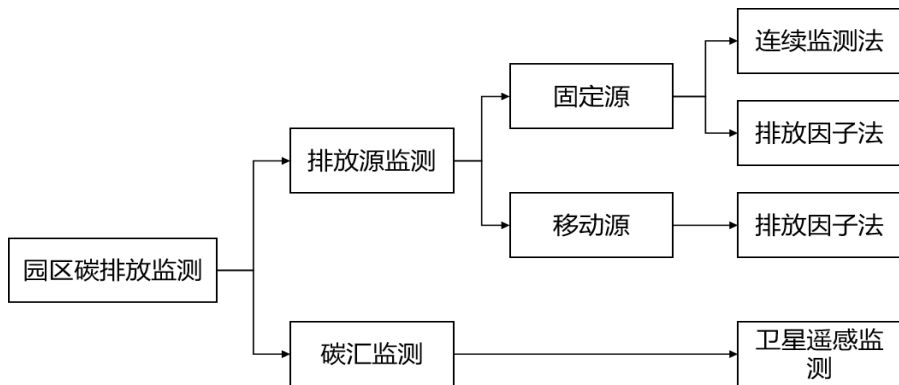 连续监测法
固定源
排放因子法
排放源监测
移动源
排放因子法
园区碳排放监测
碳汇监测
卫星遥感监
测